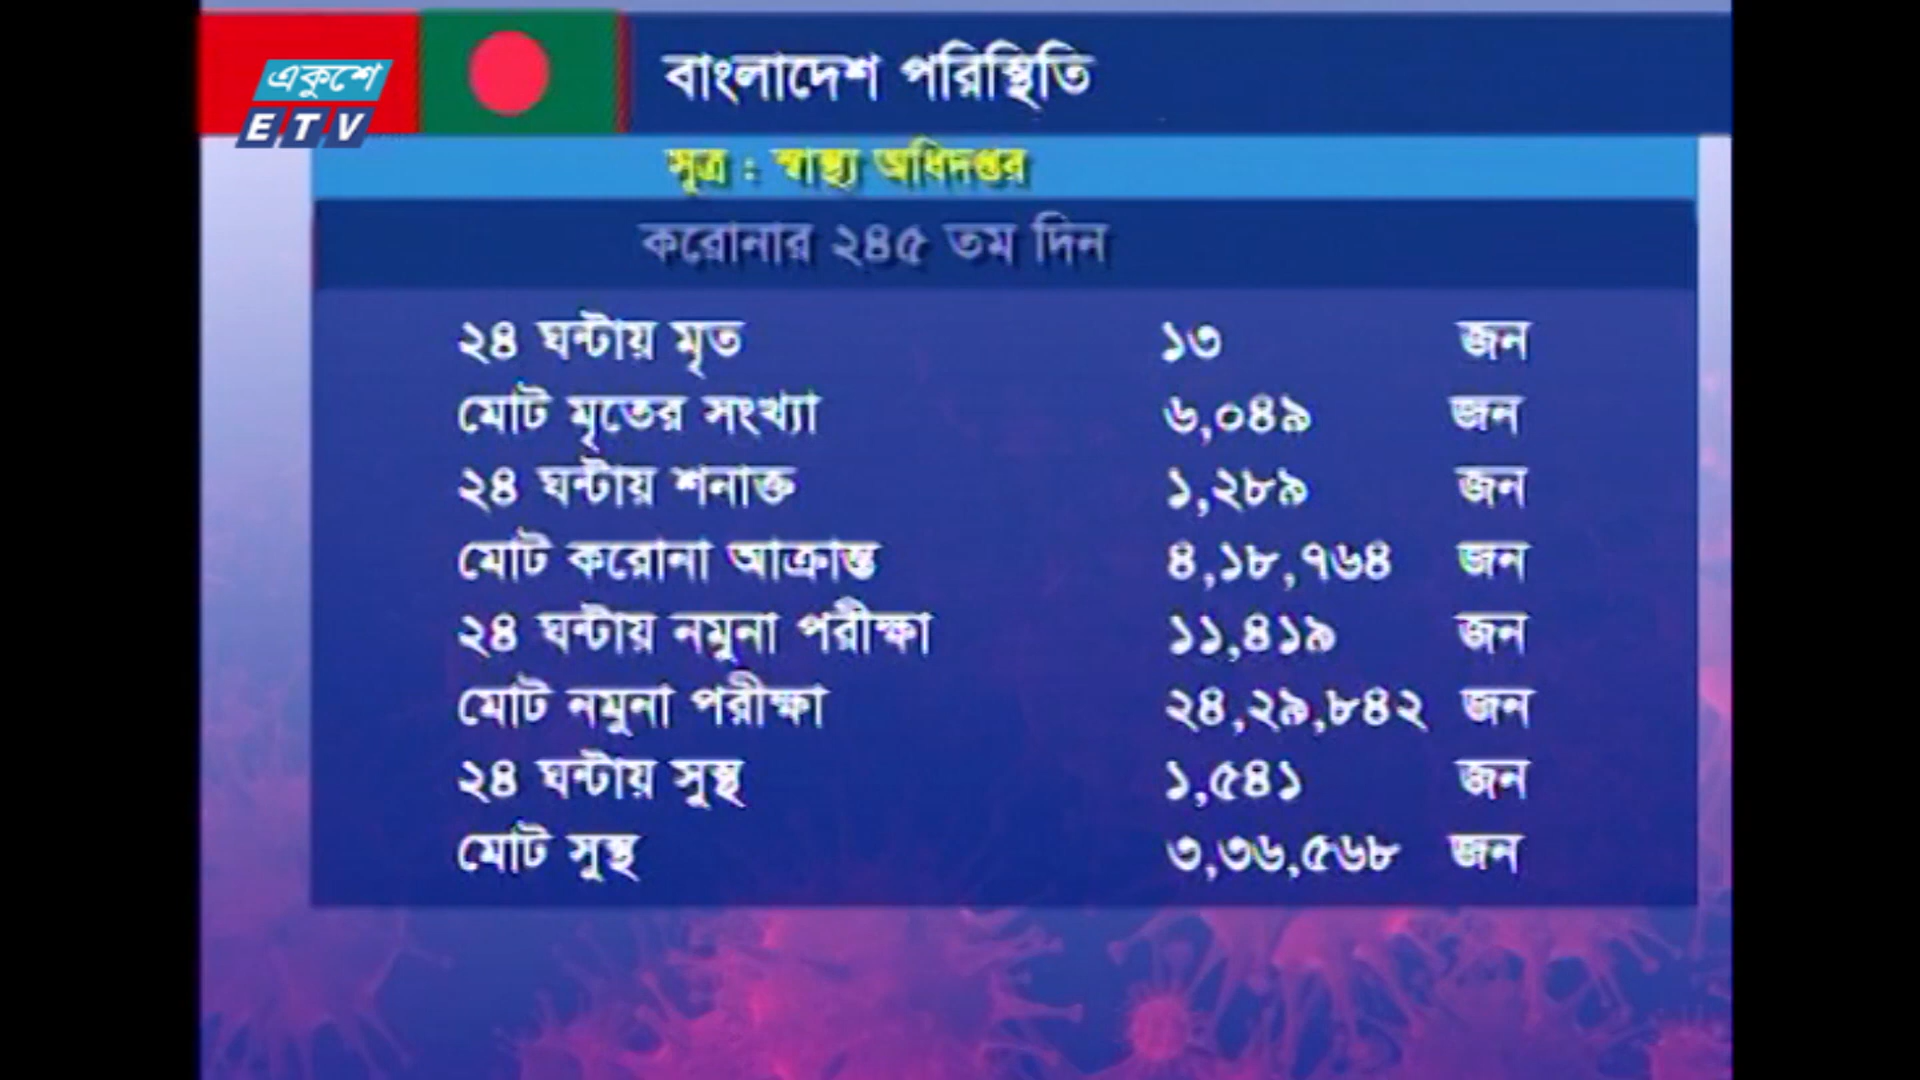 বাংলাদেশ পরিস্থিতি
একুশে
ETV
সূত্র : স্বাস্থ্য অধিদপ্তর
করোনার ২৪৫ তম দিন
২৪ ঘন্টায় মৃত ১৩ জন
মোট মৃতের সংখ্যা ৬,০৪৯ জন
২৪ ঘন্টায় শনাক্ত ১,২৮৯ জন
মোট করোনা আক্রান্ত ৪,১৮,৭৬৪ জন
২৪ ঘন্টায় নমুনা পরীক্ষা ১১,৪১৯ জন
মোট নমুনা পরীক্ষা ২৪,২৯,৮৪২ জন
২৪ ঘন্টায় সুস্থ ১,৫৪১ জন
মোট সুস্থ ৩,৩৬,৫৬৮ জন